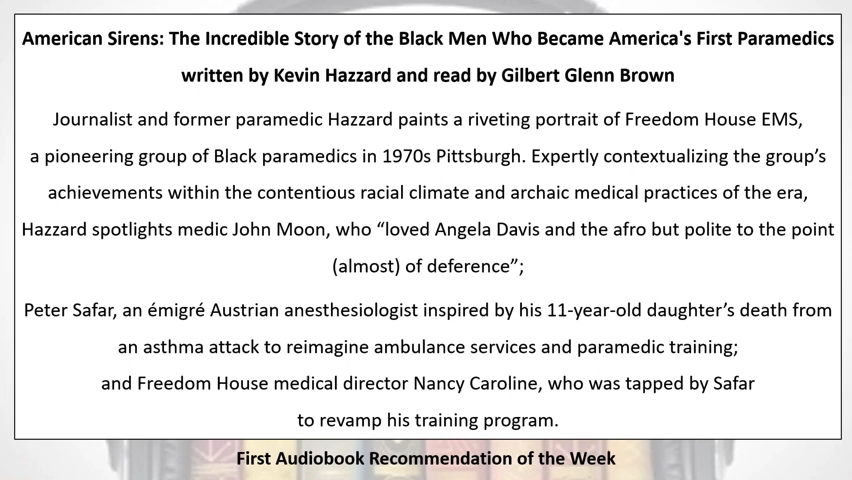 American Sirens: The Incredible Story of the Black Men Who Became America's First Paramedics
written by Kevin Hazzard and read by Gilbert Glenn Brown
Journalist and former paramedic Hazzard paints a riveting portrait of Freedom House EMS,
a pioneering group of Black paramedics in 1970s Pittsburgh. Expertly contextualizing the group’s
achievements within the contentious racial climate and archaic medical practices of the era,
Hazzard spotlights medic John Moon, who “loved Angela Davis and the afro but polite to the point
(almost) of deference”;
Peter Safar, an émigré Austrian anesthesiologist inspired by his 11-year-old daughter’s death from
an asthma attack to reimagine ambulance services and paramedic training;
and Freedom House medical director Nancy Caroline, who was tapped by Safar
to revamp his training program.
First Audiobook Recommendation of the Week